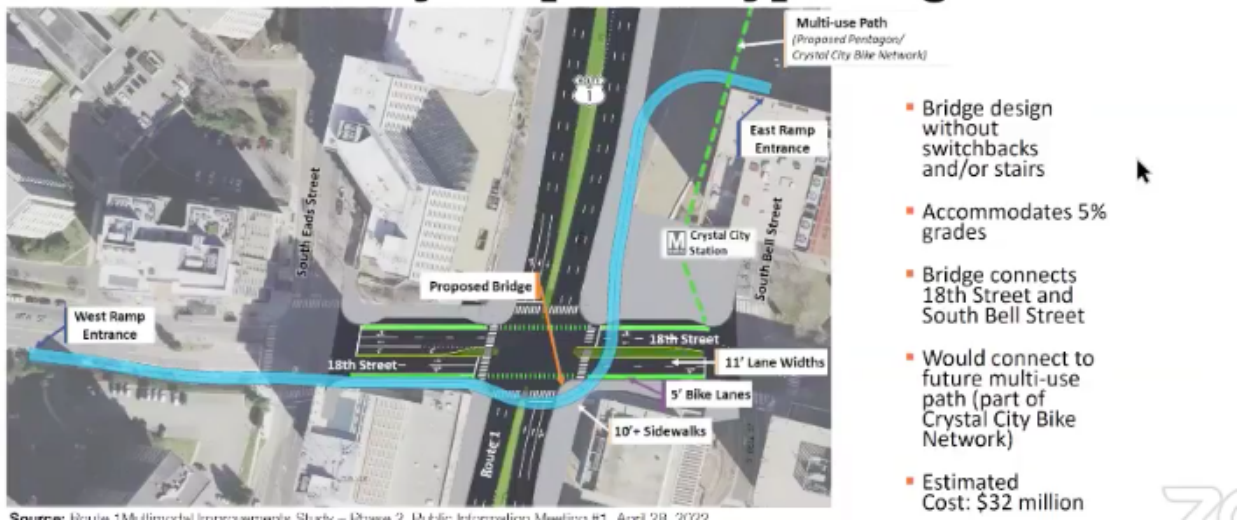 Multi-use Path
(Proposed Pentagon/
Crystal City Bike Network)
ROUTE
1
East Ramp
Entrance
South Eads Street
M Crystal City
Station
South Bell Street
Proposed Bridge
West Ramp
Entrance
18th Street
18th Street
11' Lane Widths
5' Bike Lanes
10'+ Sidewalks
Route 1
Bridge design
without
switchbacks
and/or stairs
Accommodates 5%
grades
Bridge connects
18th Street and
South Bell Street
Would connect to
future multi-use
path (part of
Crystal City Bike
Network)
Estimated
Cost: $32 million
Source: Route 1 Multimodal Improvements Study – Phase 2, Public Information Meeting #1, April 28, 2022